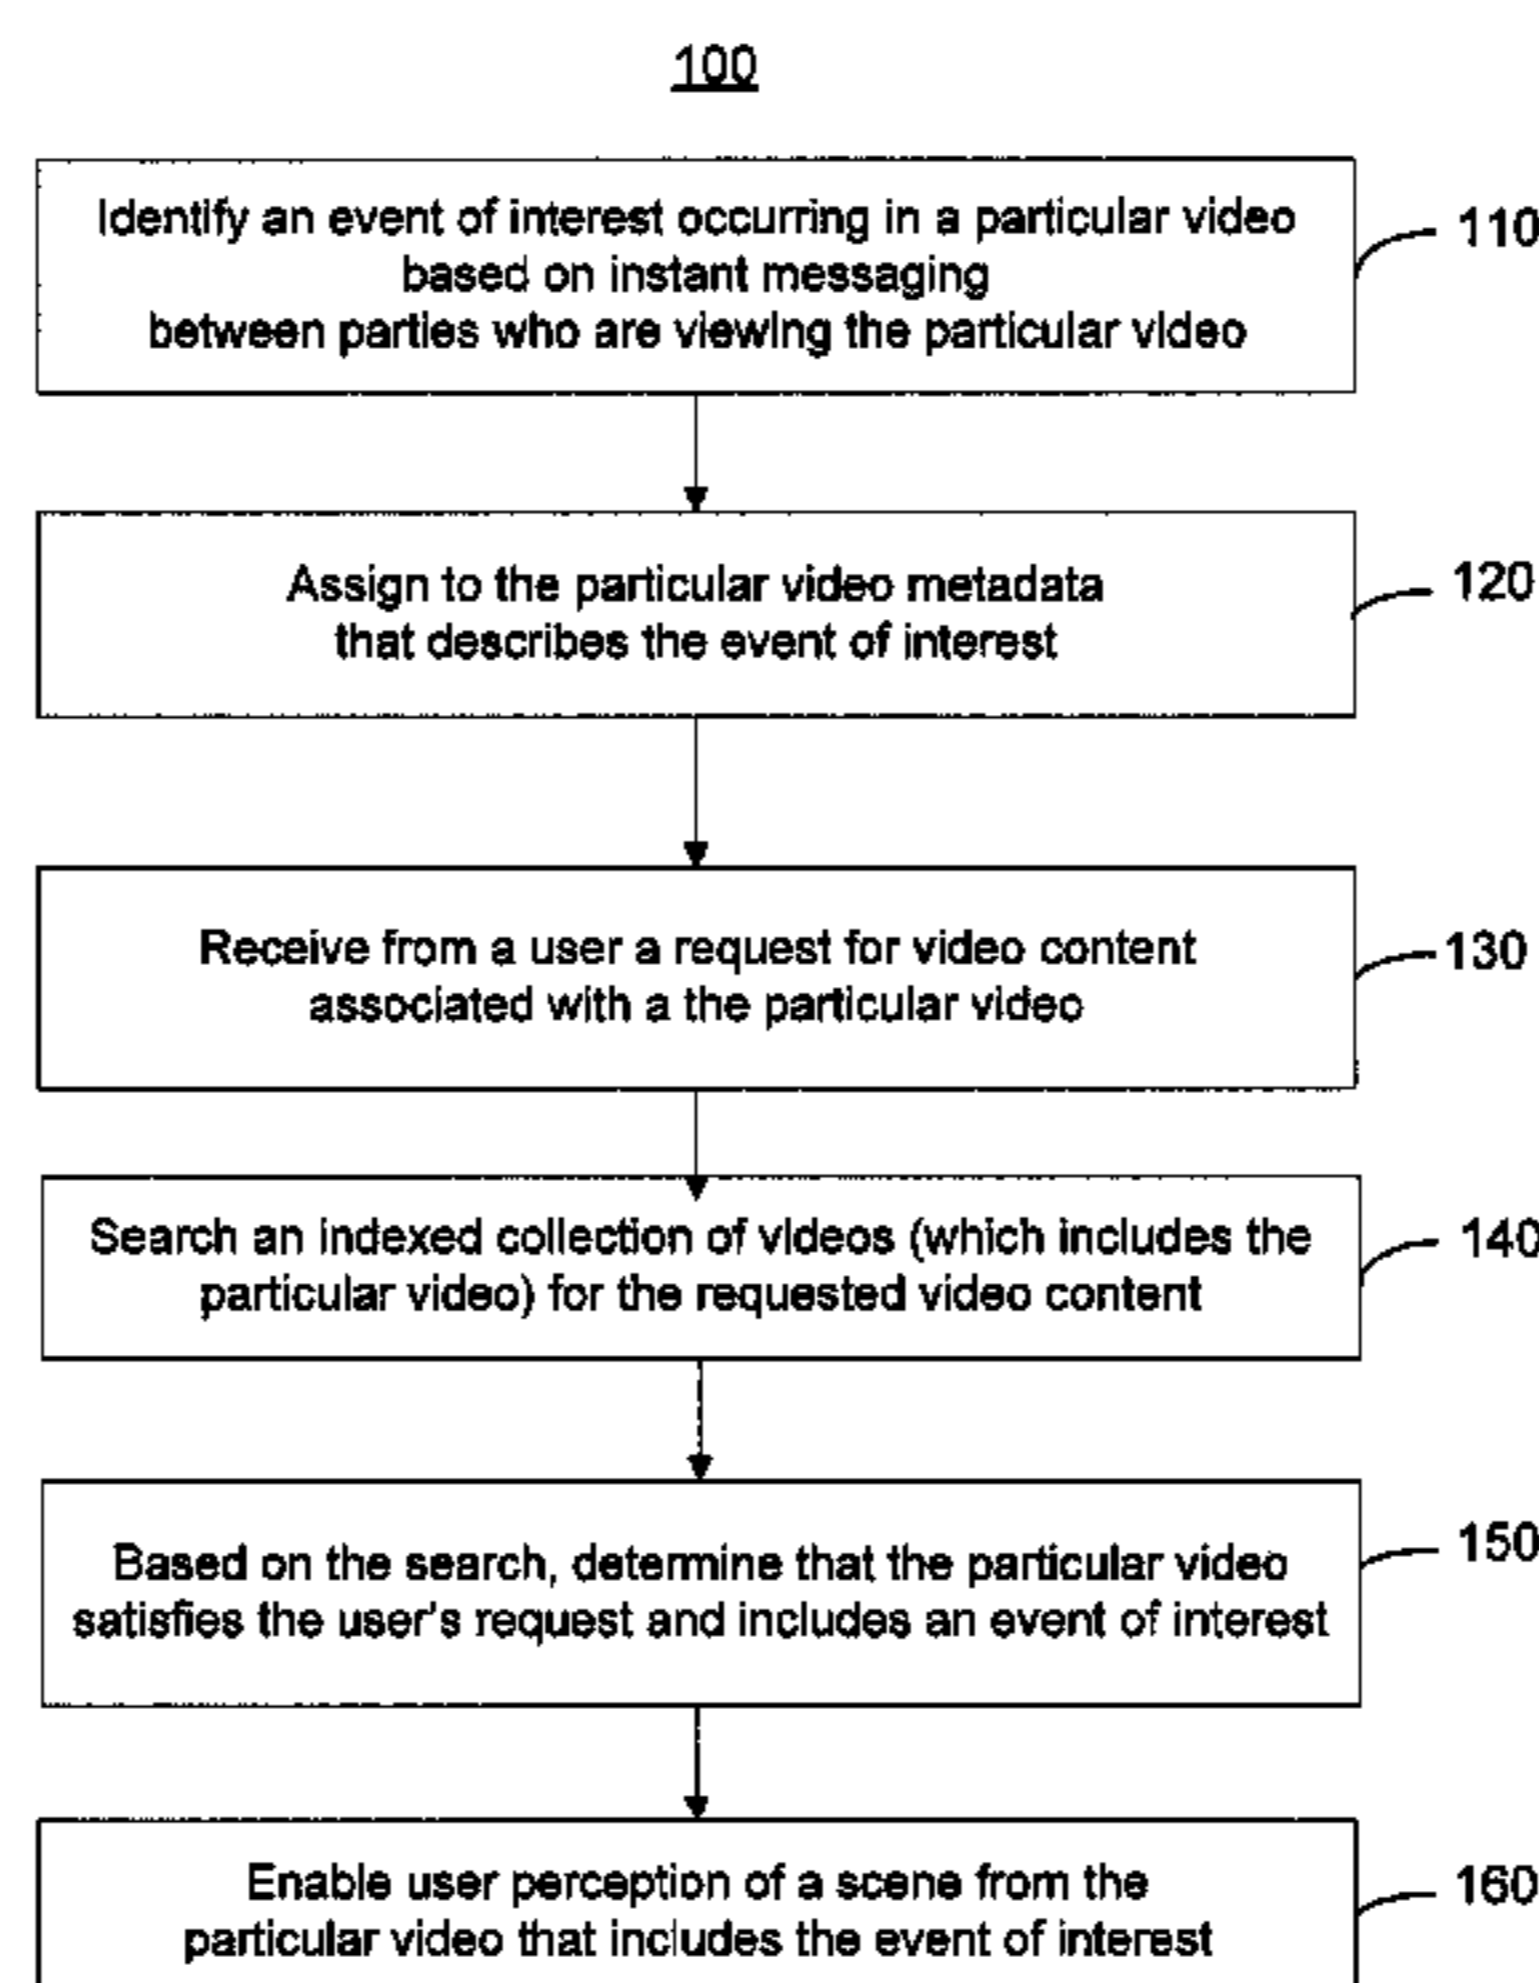 100
Identify an event of interest occurring in a particular video
based on instant messaging
between parties who are viewing the particular video
110
Assign to the particular video metadata
that describes the event of interest
120
Receive from a user a request for video content
associated with a the particular video
130
Search an indexed collection of videos (which includes the
particular video) for the requested video content
140
Based on the search, determine that the particular video
satisfies the user's request and includes an event of interest
150
Enable user perception of a scene from the
particular video that includes the event of interest
160